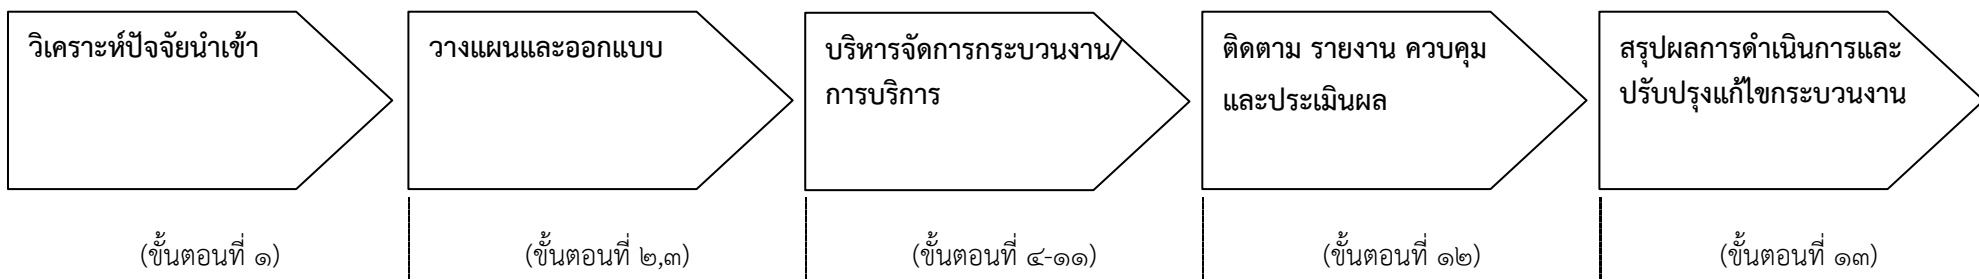 วิเคราะห์ปัจจัยนำเข้า
วางแผนและออกแบบ
บริหารจัดการกระบวนงาน/
การบริการ
ติดตาม รายงาน ควบคุม
และประเมินผล
สรุปผลการดำเนินการและ
ปรับปรุงแก้ไขกระบวนงาน
(ขั้นตอนที่ ๑)
(ขั้นตอนที่ ๒,๓)
(ขั้นตอนที่ ๔-๑๑)
(ขั้นตอนที่ ๑๒)
(ขั้นตอนที่ ๑๓)